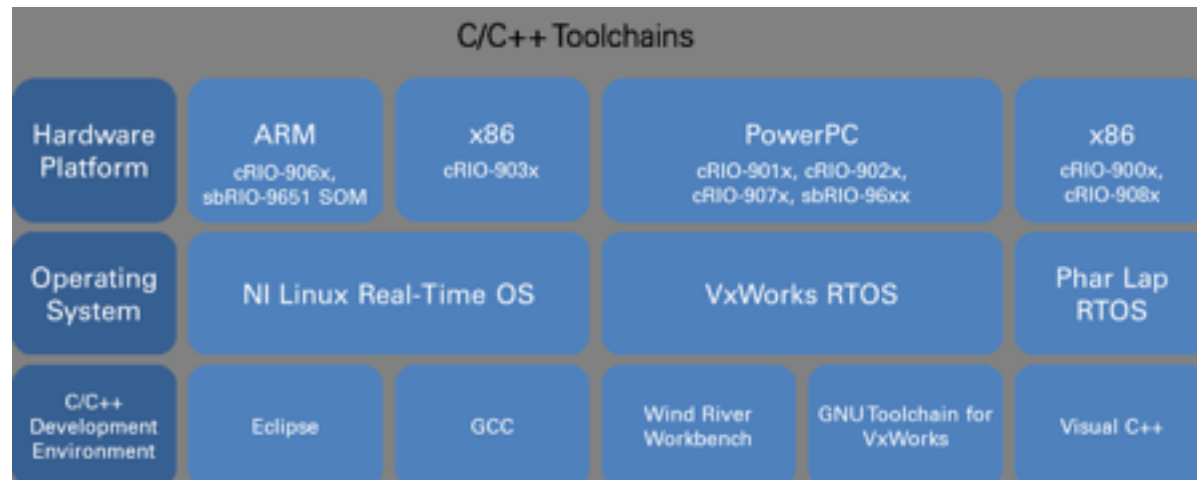 C/C++ Toolchains
Hardware
Platform
ARM
cRIO-906x,
sbRIO-9651 SOM
x86
cRIO-903x
PowerPC
cRIO-901x, cRIO-902x,
cRIO-907x, sbRIO-96xx
x86
cRIO-900x,
cRIO-908x
Operating
System
NI Linux Real-Time OS
VxWorks RTOS
Phar Lap
RTOS
C/C++
Development
Environment
Eclipse
GCC
Wind River
Workbench
GNU Toolchain for
VxWorks
Visual C++